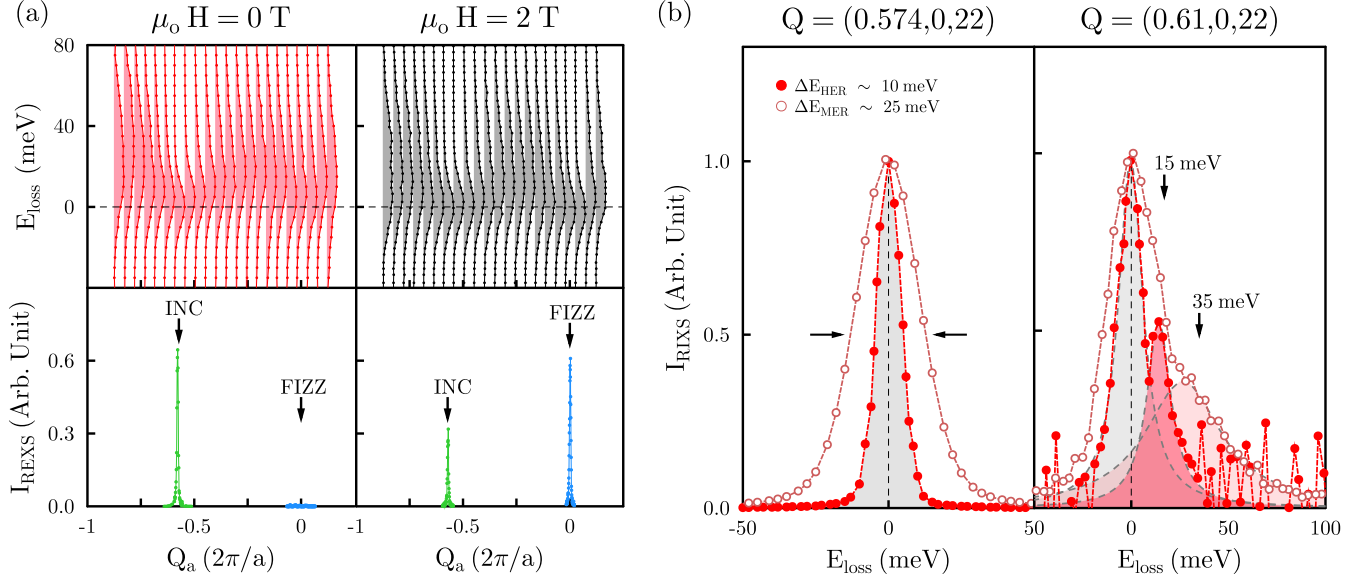 (a)
μo H = 0 T
μo H = 2 T
Eloss (meV)
80
40
0
IREXS (Arb. Unit)
0.6
0.3
0.0
INC
FIZZ
INC
FIZZ
-1
-0.5
0
-0.5
0
Qa (2π/a)
Qa (2π/a)
(b)
Q = (0.574,0,22)
Q = (0.61,0,22)
ΔEHER ∼ 10 meV
ΔEMER ∼ 25 meV
IRIXS (Arb. Unit)
1.0
0.5
0.0
15 meV
35 meV
-50
0
50
-50
0
50
100
Eloss (meV)
Eloss (meV)